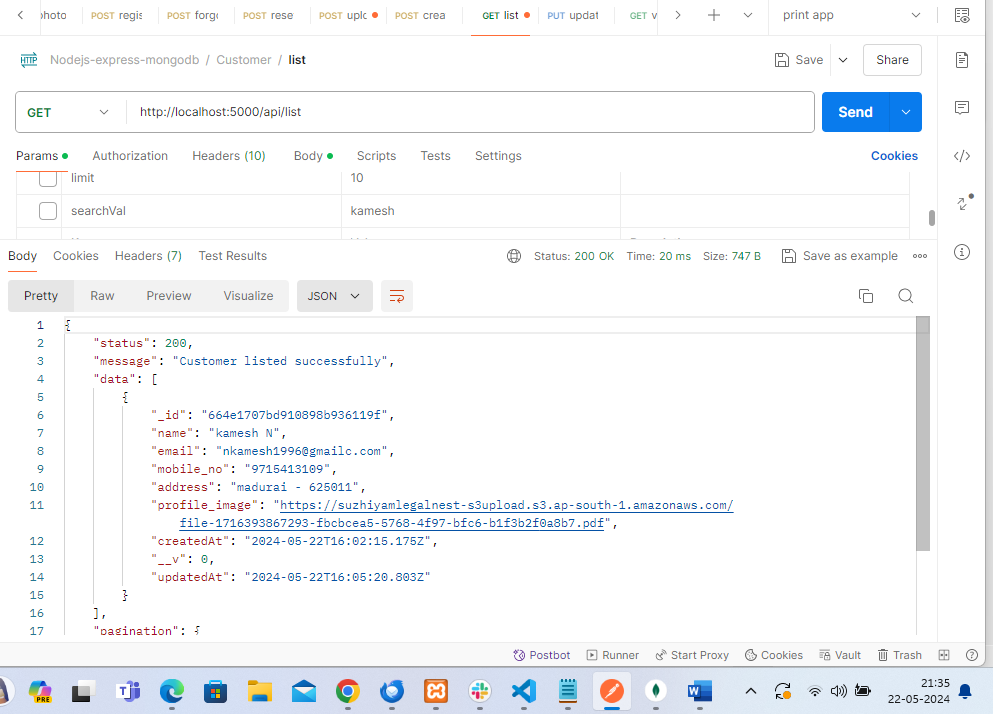 photo POST regis POST forg POST rese POST uplo POST crea GET list PUT updat GET v print app
HTTP Nodejs-express-mongodb / Customer / list Save Share
GET http://localhost:5000/api/list Send
Params Authorization Headers (10) Body Scripts Tests Settings Cookies
limit 10
searchVal kamesh
Body Cookies Headers (7) Test Results Status: 200 OK Time: 20 ms Size: 747 B Save as example
Pretty Raw Preview Visualize JSON
1 {
2 "status": 200,
3 "message": "Customer listed successfully",
4 "data": [
5 {
6 "_id": "664e1707bd910898b936119f",
7 "name": "kamesh N",
8 "email": "nkamesh1996@gmailc.com",
9 "mobile_no": "9715413109",
10 "address": "madurai - 625011",
11 "profile_image": "https://suzhiyamlegalnest-s3upload.s3.ap-south-1.amazonaws.com/
file-1716393867293-fbcbcea5-5768-4f97-bfc6-b1f3b2f0a8b7.pdf",
12 "createdAt": "2024-05-22T16:02:15.175Z",
13 "__v": 0,
14 "updatedAt": "2024-05-22T16:05:20.803Z"
15 }
16 ],
17 "pagination": {
Postbot Runner Start Proxy Cookies Vault Trash
PRE 21:35
22-05-2024